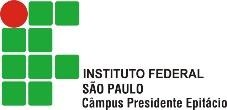 INSTITUTO FEDERAL
SÃO PAULO
Câmpus Presidente Epitácio